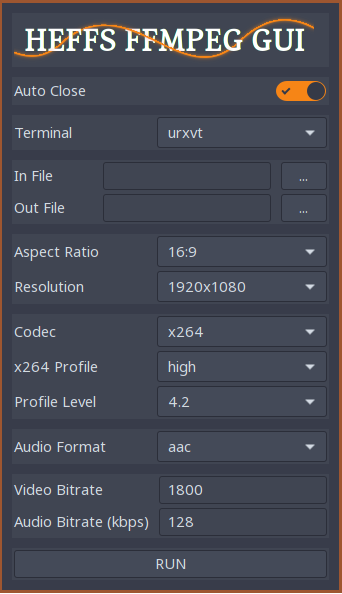 HEFFS FFMPEG GUI
Auto Close
Terminal urxvt
In File ...
Out File ...
Aspect Ratio 16:9
Resolution 1920x1080
Codec x264
x264 Profile high
Profile Level 4.2
Audio Format aac
Video Bitrate 1800
Audio Bitrate (kbps) 128
RUN